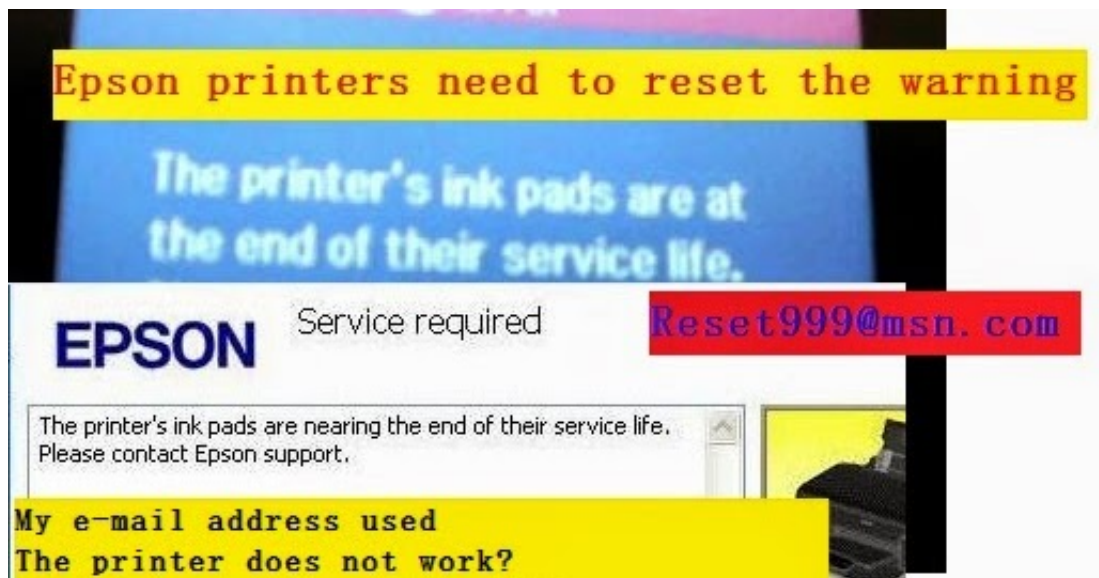 Epson printers need to reset the warning
The printer's ink pads are at
the end of their service life.
EPSON
Service required
Reset999@msn.com
The printer's ink pads are nearing the end of their service life.
Please contact Epson support.
My e-mail address used
The printer does not work?